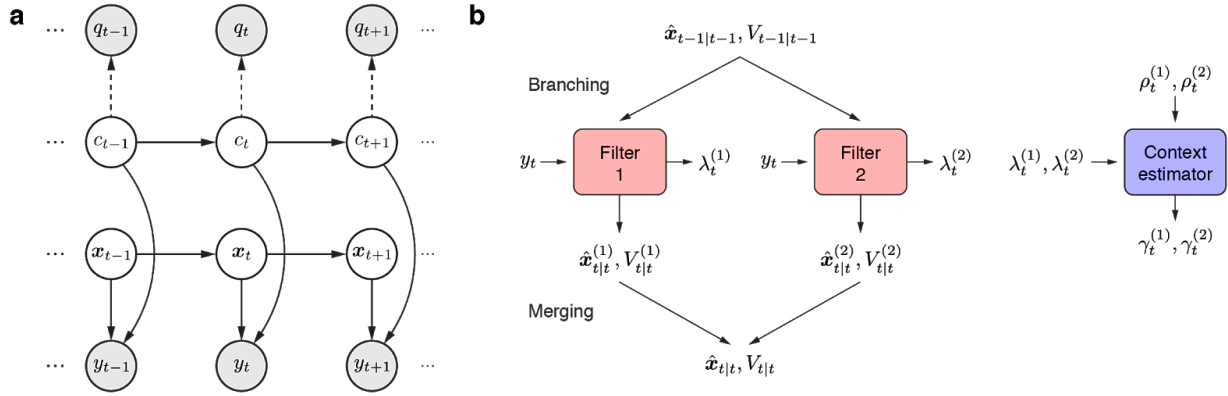 a
··· q_{t-1} q_t q_{t+1} ···
··· c_{t-1} c_t c_{t+1} ···
··· x_{t-1} x_t x_{t+1} ···
··· y_{t-1} y_t y_{t+1} ···
b
x̂_{t-1|t-1}, V_{t-1|t-1}
Branching
y_t
Filter
1
λ_t^{(1)}
y_t
Filter
2
λ_t^{(2)}
x̂_{t|t}^{(1)}, V_{t|t}^{(1)}
x̂_{t|t}^{(2)}, V_{t|t}^{(2)}
Merging
x̂_{t|t}, V_{t|t}
ρ_t^{(1)}, ρ_t^{(2)}
λ_t^{(1)}, λ_t^{(2)}
Context
estimator
γ_t^{(1)}, γ_t^{(2)}